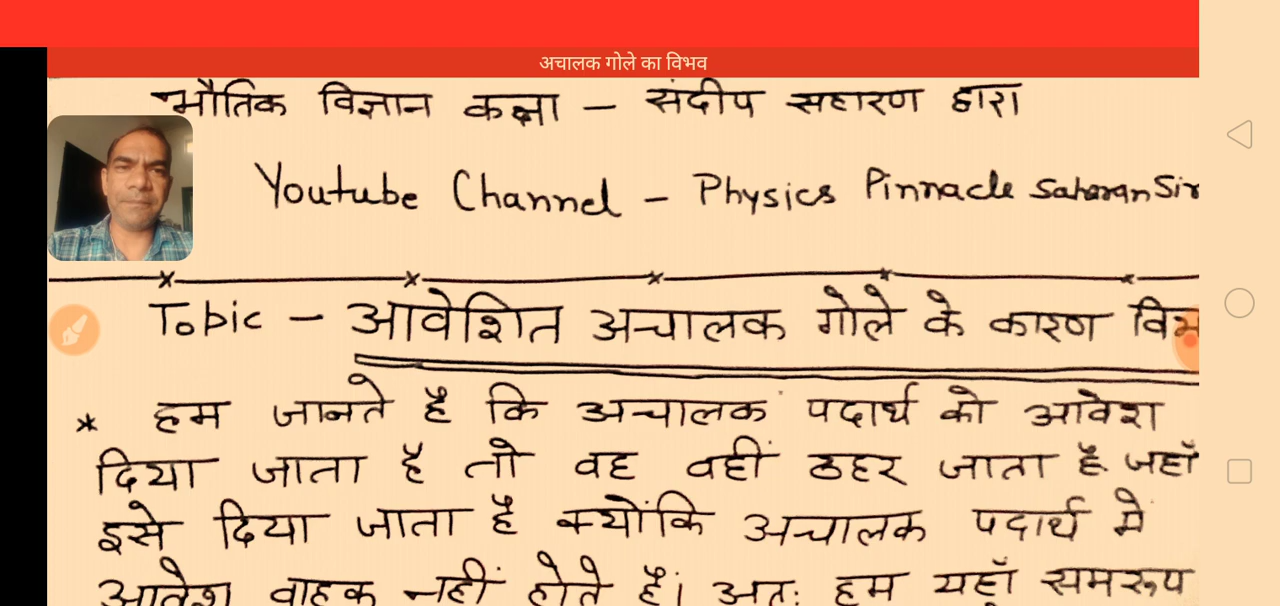 अचालक गोले का विभव
भौतिक विज्ञान कक्षा – संदीप सहारण द्वारा
Youtube Channel – Physics Pinnacle Saharan Sir
Topic – आवेशित अचालक गोले के कारण
* हम जानते है कि अचालक पदार्थ को आवेश
दिया जाता है तो वह वहीं ठहर जाता है जहाँ
इसे दिया जाता है क्योंकि अचालक पदार्थ में
आवेश वाहक नहीं होते हैं। अतः हम यहाँ समरूप